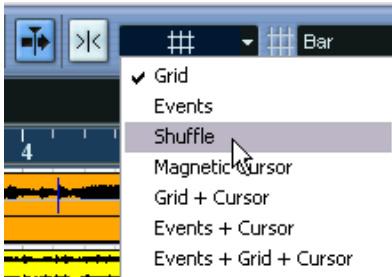 Bar
Grid
Events
Shuffle
4
Magnetic Cursor
Grid + Cursor
Events + Cursor
Events + Grid + Cursor